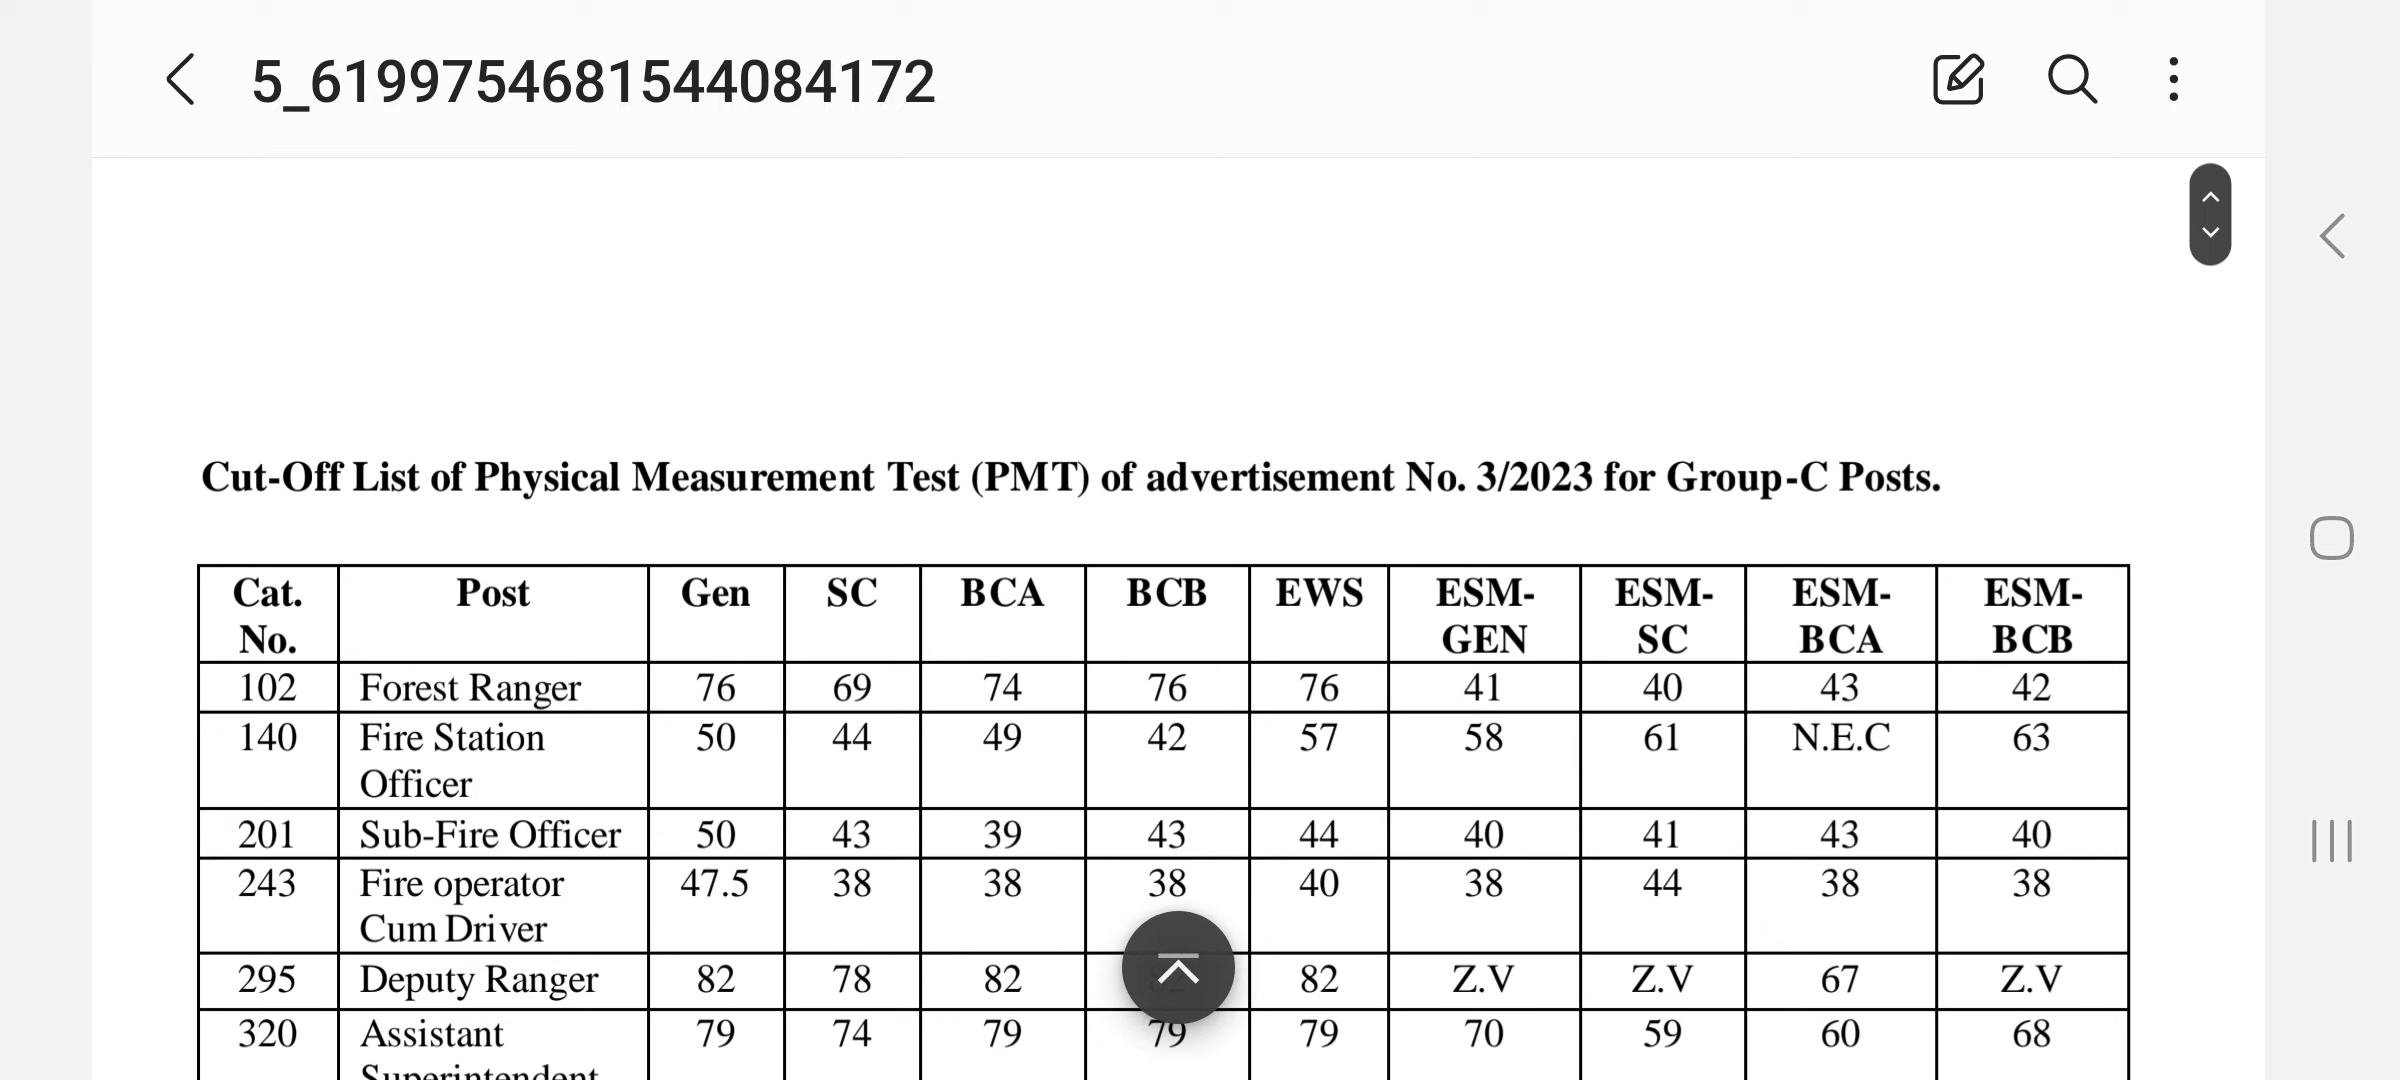 5_6199754681544084172
Cut-Off List of Physical Measurement Test (PMT) of advertisement No. 3/2023 for Group-C Posts.
Cat. No. Post Gen SC BCA BCB EWS ESM-GEN ESM-SC ESM-BCA ESM-BCB
102 Forest Ranger 76 69 74 76 76 41 40 43 42
140 Fire Station Officer 50 44 49 42 57 58 61 N.E.C 63
201 Sub-Fire Officer 50 43 39 43 44 40 41 43 40
243 Fire operator Cum Driver 47.5 38 38 38 40 38 44 38 38
295 Deputy Ranger 82 78 82 82 Z.V Z.V 67 Z.V
320 Assistant Superintendent 79 74 79 79 79 70 59 60 68